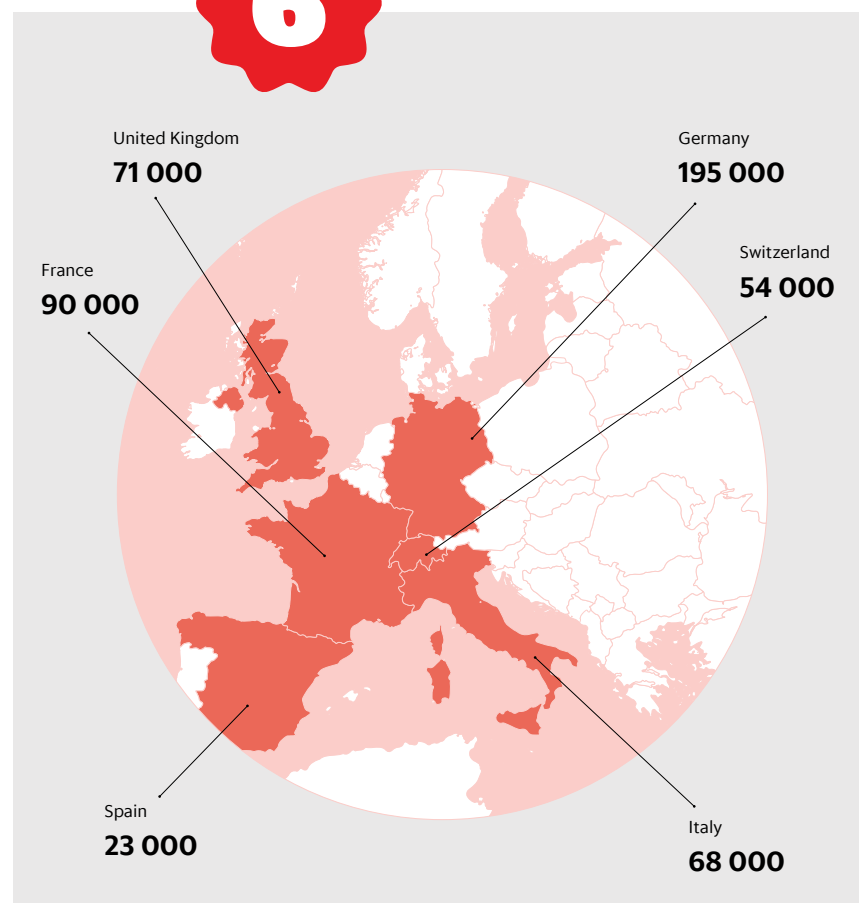 6
United Kingdom
71 000
Germany
195 000
Switzerland
54 000
France
90 000
Spain
23 000
Italy
68 000